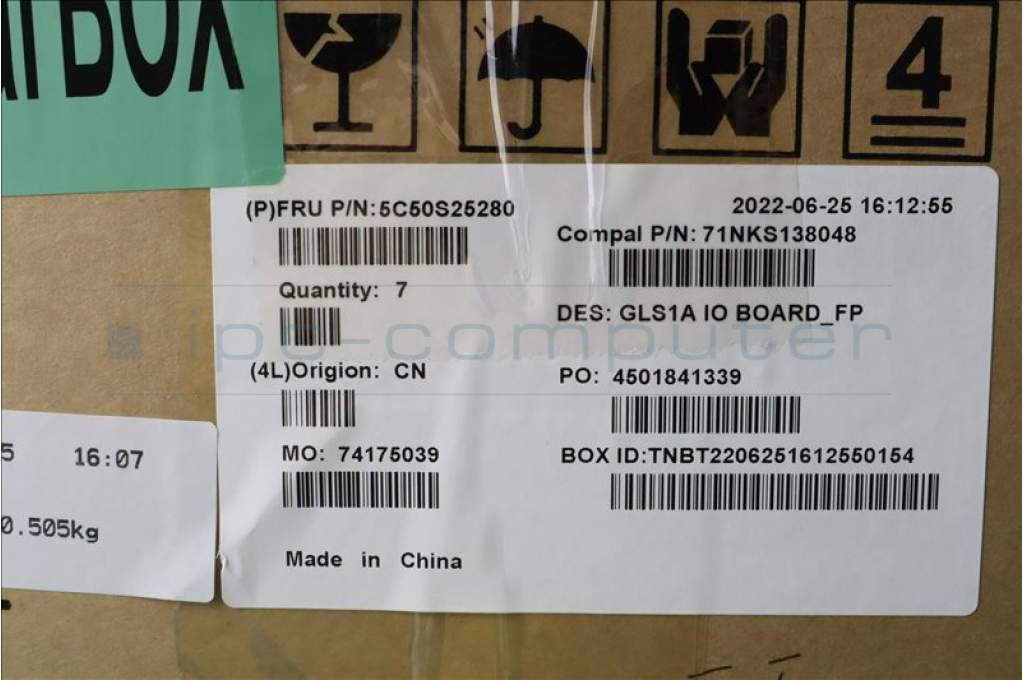 BOX
4
(P)FRU P/N:5C50S25280
2022-06-25 16:12:55
Compal P/N: 71NKS138048
Quantity: 7
DES: GLS1A IO BOARD_FP
ipc-computer
(4L)Origion: CN
PO: 4501841339
MO: 74175039
BOX ID:TNBT2206251612550154
5 16:07
0.505kg
Made in China